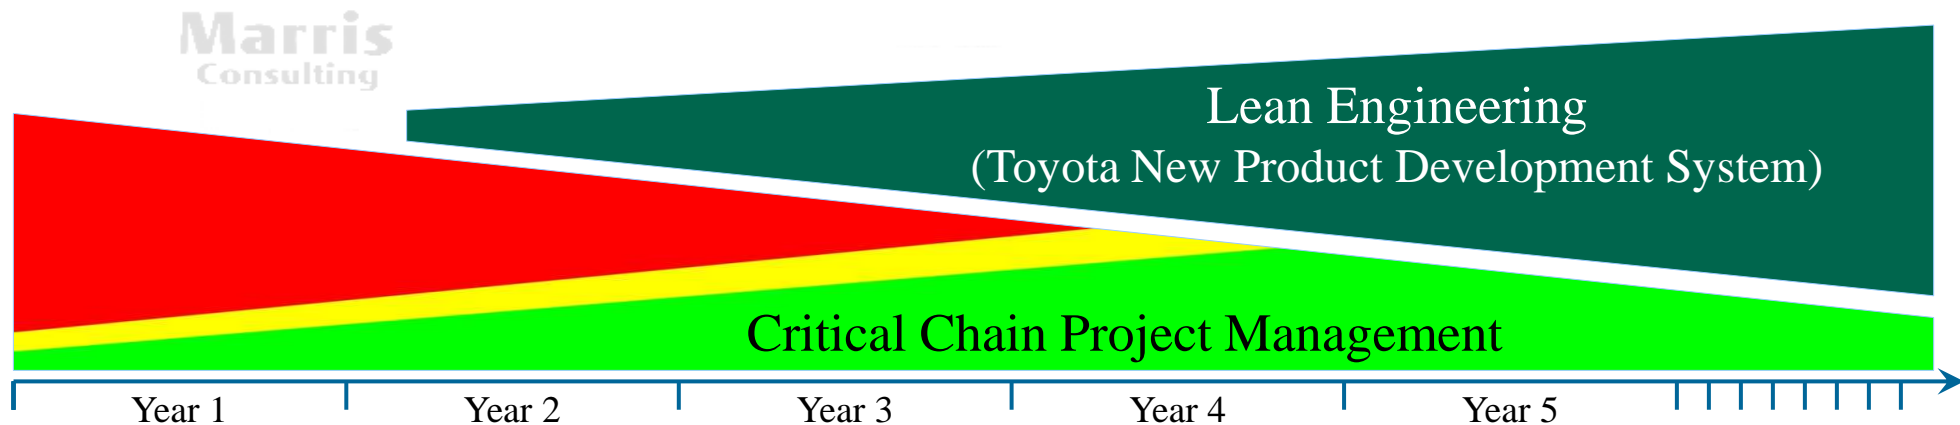 Marris
Consulting
Lean Engineering
(Toyota New Product Development System)
Critical Chain Project Management
Year 1
Year 2
Year 3
Year 4
Year 5